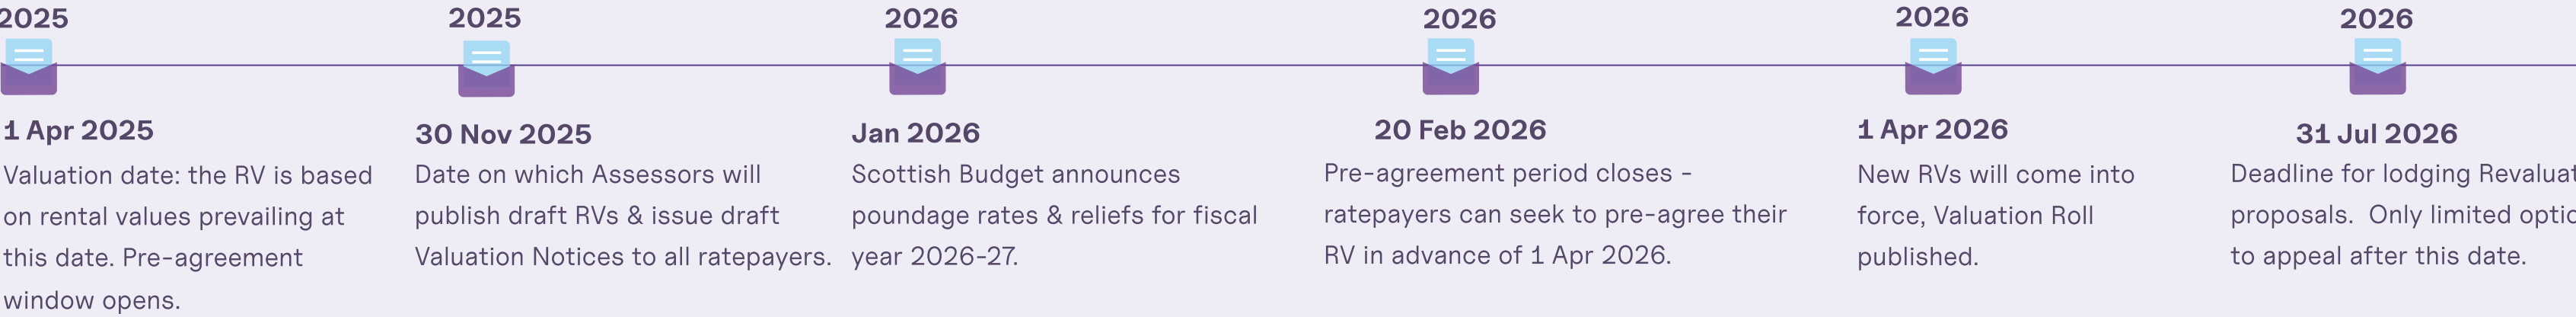 2025
2025
2026
2026
2026
2026
1 Apr 2025
Valuation date: the RV is based
on rental values prevailing at
this date. Pre-agreement
window opens.
30 Nov 2025
Date on which Assessors will
publish draft RVs & issue draft
Valuation Notices to all ratepayers.
Jan 2026
Scottish Budget announces
poundage rates & reliefs for fiscal
year 2026-27.
20 Feb 2026
Pre-agreement period closes -
ratepayers can seek to pre-agree their
RV in advance of 1 Apr 2026.
1 Apr 2026
New RVs will come into
force, Valuation Roll
published.
31 Jul 2026
Deadline for lodging
proposals. Only limited
to appeal after this date.